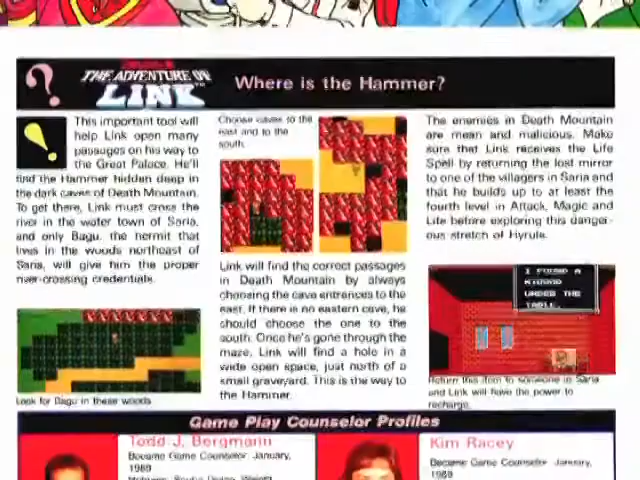 THE ADVENTURE OF
LINK
Where is the Hammer?
This important tool will
help Link open many
passages on his way to
the Great Palace. He'll
find the Hammer hidden deep in
the dark caves of Death Mountain.
To get there, Link must cross the
river in the water town of Saria,
and only Bagu, the hermit that
lives in the woods northeast of
Saria, will give him the proper
river-crossing credentials.
Look for Bagu in these woods
Choose caves to the
east and to the
south.
Link will find the correct passages
in Death Mountain by always
choosing the cave entrances to the
east. If there is no eastern cave, he
should choose the one to the
south. Once he's gone through the
maze, Link will find a hole in a
wide open space, just north of a
small graveyard. This is the way to
the Hammer.
The enemies in Death Mountain
are mean and malicious. Make
sure that Link receives the Life
Spell by returning the lost mirror
to one of the villagers in Saria and
that he builds up to at least the
fourth level in Attack, Magic and
Life before exploring this danger-
ous stretch of Hyrule.
I FOUND A
MIRROR
UNDER THE
TABLE.
Return this item to someone in Saria
and Link will have the power to
recharge.
Game Play Counselor Profiles
Todd J. Bergmann
Became Game Counselor January,
1989
Kim Racey
Became Game Counselor January,
1989